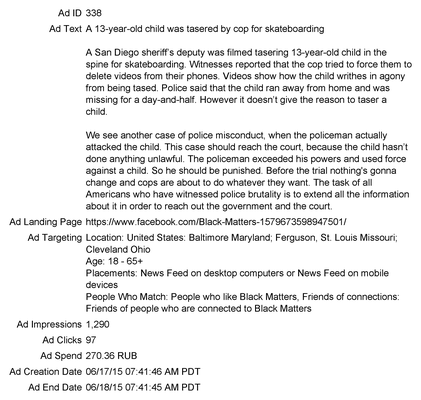 Ad ID 338
Ad Text A 13-year-old child was tasered by cop for skateboarding
A San Diego sheriff's deputy was filmed tasering 13-year-old child in the
spine for skateboarding. Witnesses reported that the cop tried to force them to
delete videos from their phones. Videos show how the child writhes in agony
from being tased. Police said that the child ran away from home and was
missing for a day-and-half. However it doesn't give the reason to taser a
child.
We see another case of police misconduct, when the policeman actually
attacked the child. This case should reach the court, because the child hasn't
done anything unlawful. The policeman exceeded his powers and used force
against a child. So he should be punished. Before the trial nothing's gonna
change and cops are about to do whatever they want. The task of all
Americans who have witnessed police brutality is to extend all the information
about it in order to reach out the government and the court.
Ad Landing Page https://www.facebook.com/Black-Matters-1579673598947501/
Ad Targeting Location: United States: Baltimore Maryland; Ferguson, St. Louis Missouri;
Cleveland Ohio
Age: 18 - 65+
Placements: News Feed on desktop computers or News Feed on mobile
devices
People Who Match: People who like Black Matters, Friends of connections:
Friends of people who are connected to Black Matters
Ad Impressions 1,290
Ad Clicks 97
Ad Spend 270.36 RUB
Ad Creation Date 06/17/15 07:41:46 AM PDT
Ad End Date 06/18/15 07:41:45 AM PDT